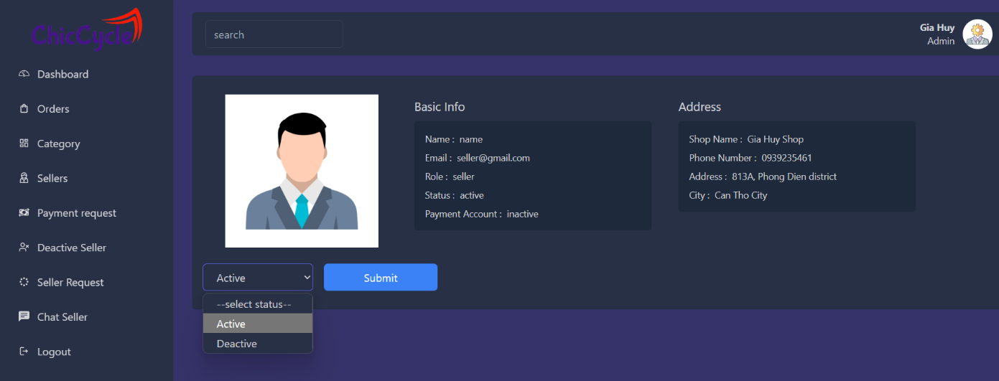 ChicCycle
Dashboard
Orders
Category
Sellers
Payment request
Deactive Seller
Seller Request
Chat Seller
Logout
search
Gia Huy
Admin
Basic Info
Name : name
Email : seller@gmail.com
Role : seller
Status : active
Payment Account : inactive
Address
Shop Name : Gia Huy Shop
Phone Number : 0939235461
Address : 813A, Phong Dien district
City : Can Tho City
Active
Submit
--select status--
Active
Deactive